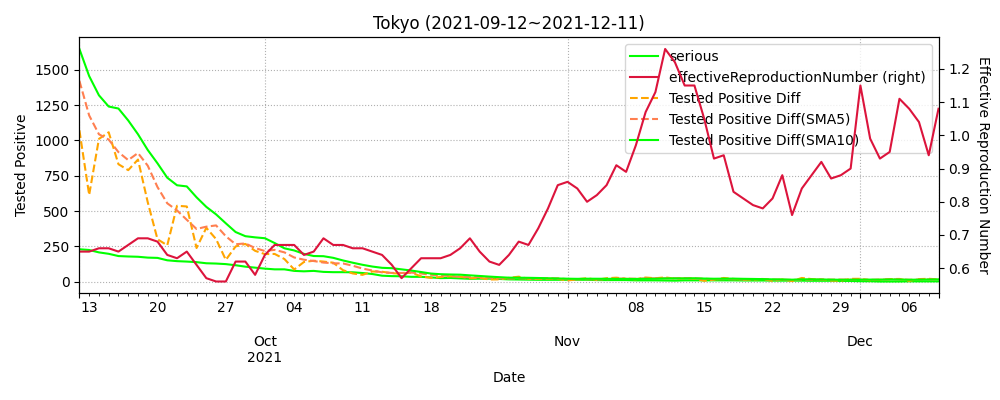 Tokyo (2021-09-12~2021-12-11)
serious
effectiveReproductionNumber (right)
Tested Positive Diff
Tested Positive Diff(SMA5)
Tested Positive Diff(SMA10)
Tested Positive
1500
1250
1000
750
500
250
0
Effective Reproduction Number
1.2
1.1
1.0
0.9
0.8
0.7
0.6
13 20 27 04 11 18 25 08 15 22 29 06
Oct Nov Dec
2021
Date